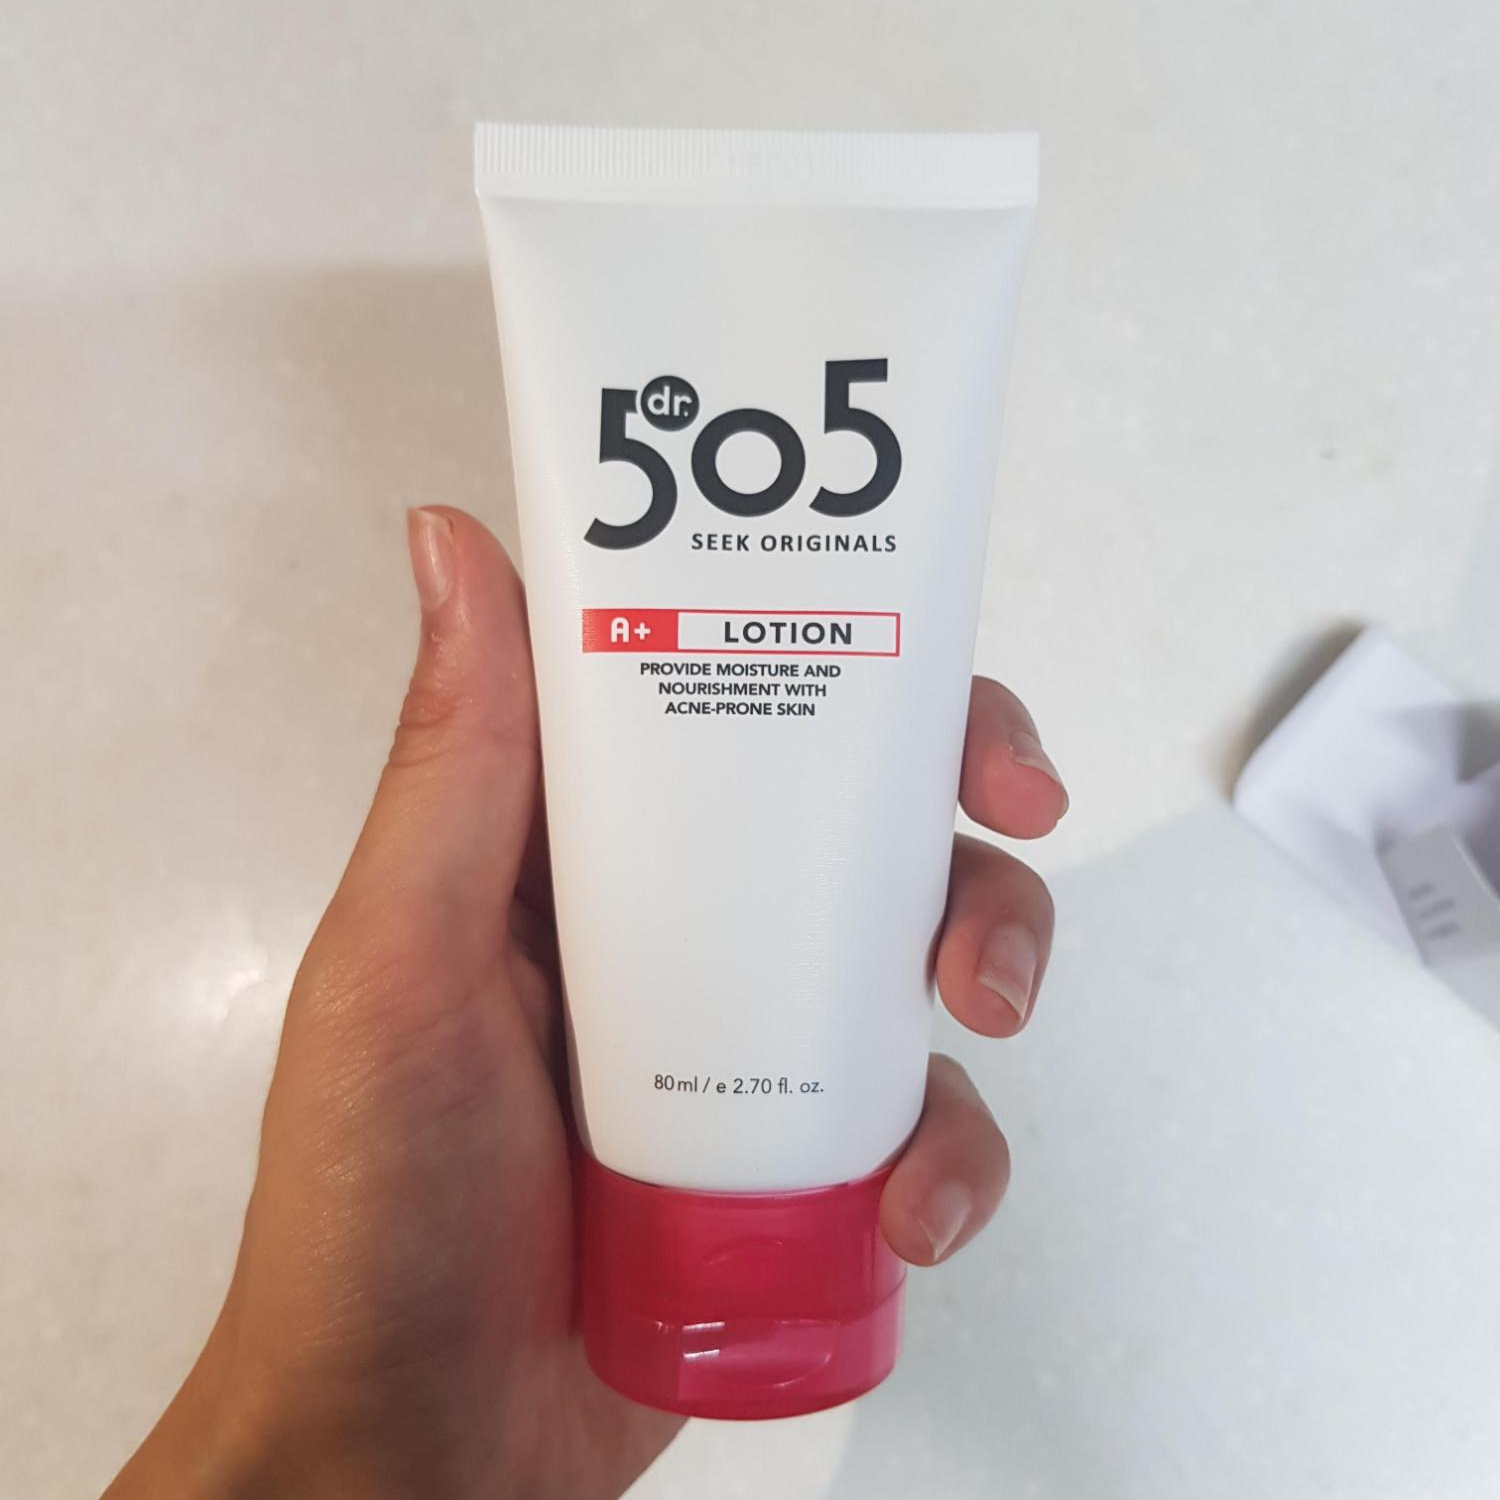 dr.
505
SEEK ORIGINALS
A+ LOTION
PROVIDE MOISTURE AND
NOURISHMENT WITH
ACNE-PRONE SKIN
80ml / e 2.70 fl. oz.